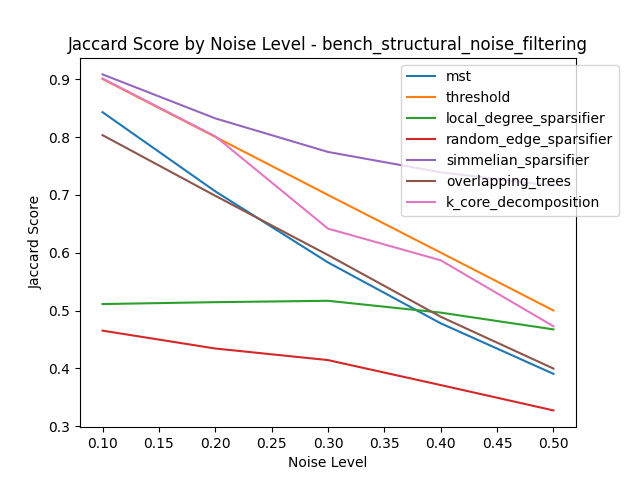 Jaccard Score by Noise Level - bench_structural_noise_filtering
mst
threshold
local_degree_sparsifier
random_edge_sparsifier
simmelian_sparsifier
overlapping_trees
k_core_decomposition
Jaccard Score
0.9
0.8
0.7
0.6
0.5
0.4
0.3
0.10 0.15 0.20 0.25 0.30 0.35 0.40 0.45 0.50
Noise Level